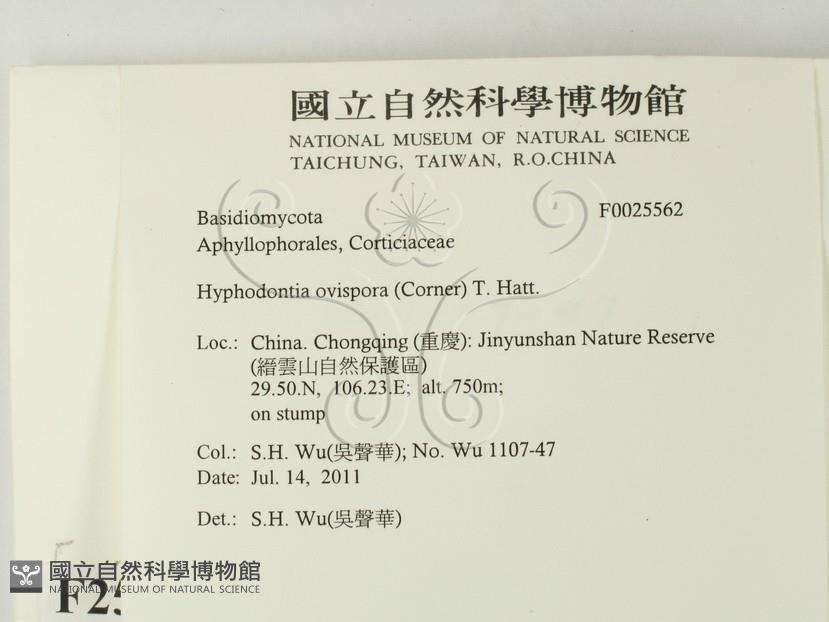 國立自然科學博物館
NATIONAL MUSEUM OF NATURAL SCIENCE
TAICHUNG, TAIWAN, R.O.CHINA
Basidiomycota F0025562
Aphyllophorales, Corticiaceae
Hyphodontia ovispora (Corner) T. Hatt.
Loc.: China. Chongqing (重慶): Jinyunshan Nature Reserve
(縉雲山自然保護區)
29.50.N, 106.23.E; alt. 750m;
on stump
Col.: S.H. Wu(吳聲華); No. Wu 1107-47
Date: Jul. 14, 2011
Det.: S.H. Wu(吳聲華)
國立自然科學博物館
NATIONAL MUSEUM OF NATURAL SCIENCE